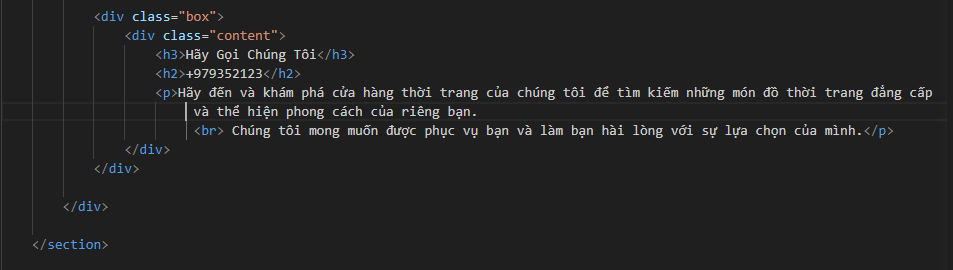 <div class="box">
<div class="content">
<h3>Hãy Gọi Chúng Tôi</h3>
<h2>+979352123</h2>
<p>Hãy đến và khám phá cửa hàng thời trang của chúng tôi để tìm kiếm những món đồ thời trang đẳng cấp
và thể hiện phong cách của riêng bạn.
<br> Chúng tôi mong muốn được phục vụ bạn và làm bạn hài lòng với sự lựa chọn của mình.</p>
</div>
</div>
</div>
</section>